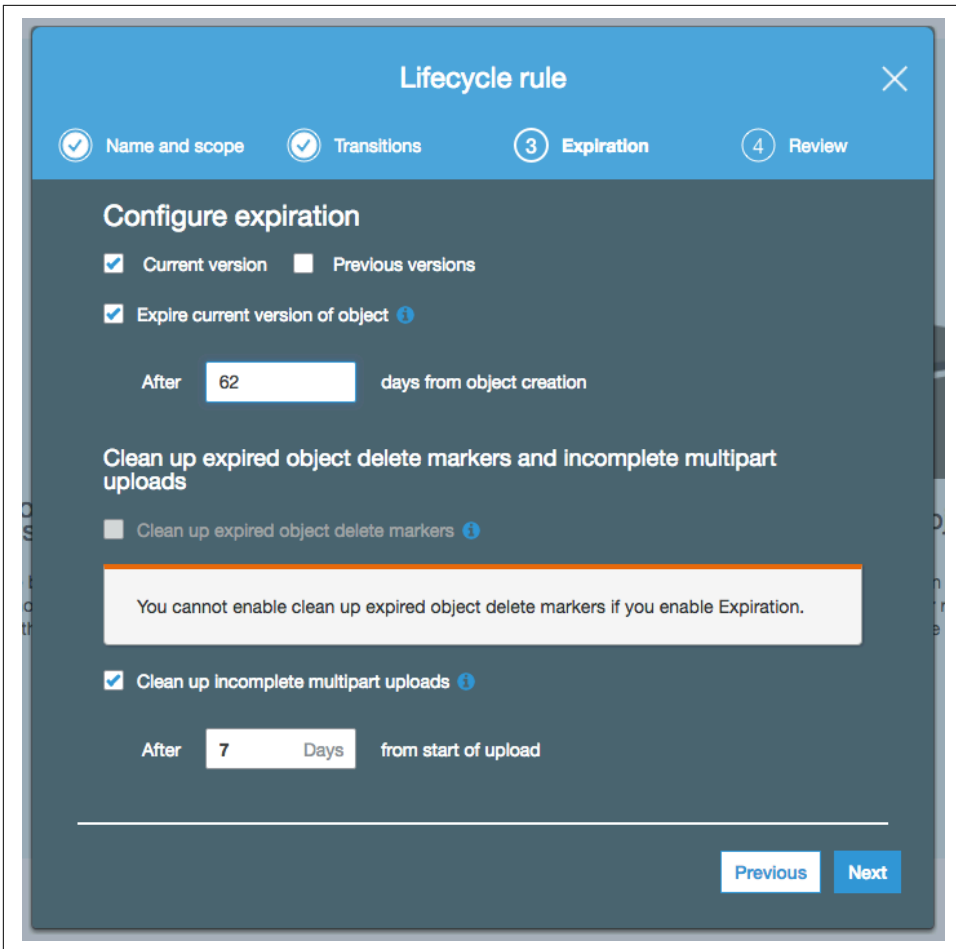 Lifecycle rule
Name and scope
Transitions
3 Expiration
4 Review
Configure expiration
Current version
Previous versions
Expire current version of object
After 62 days from object creation
Clean up expired object delete markers and incomplete multipart
uploads
Clean up expired object delete markers
You cannot enable clean up expired object delete markers if you enable Expiration.
Clean up incomplete multipart uploads
After 7 Days from start of upload
Previous
Next